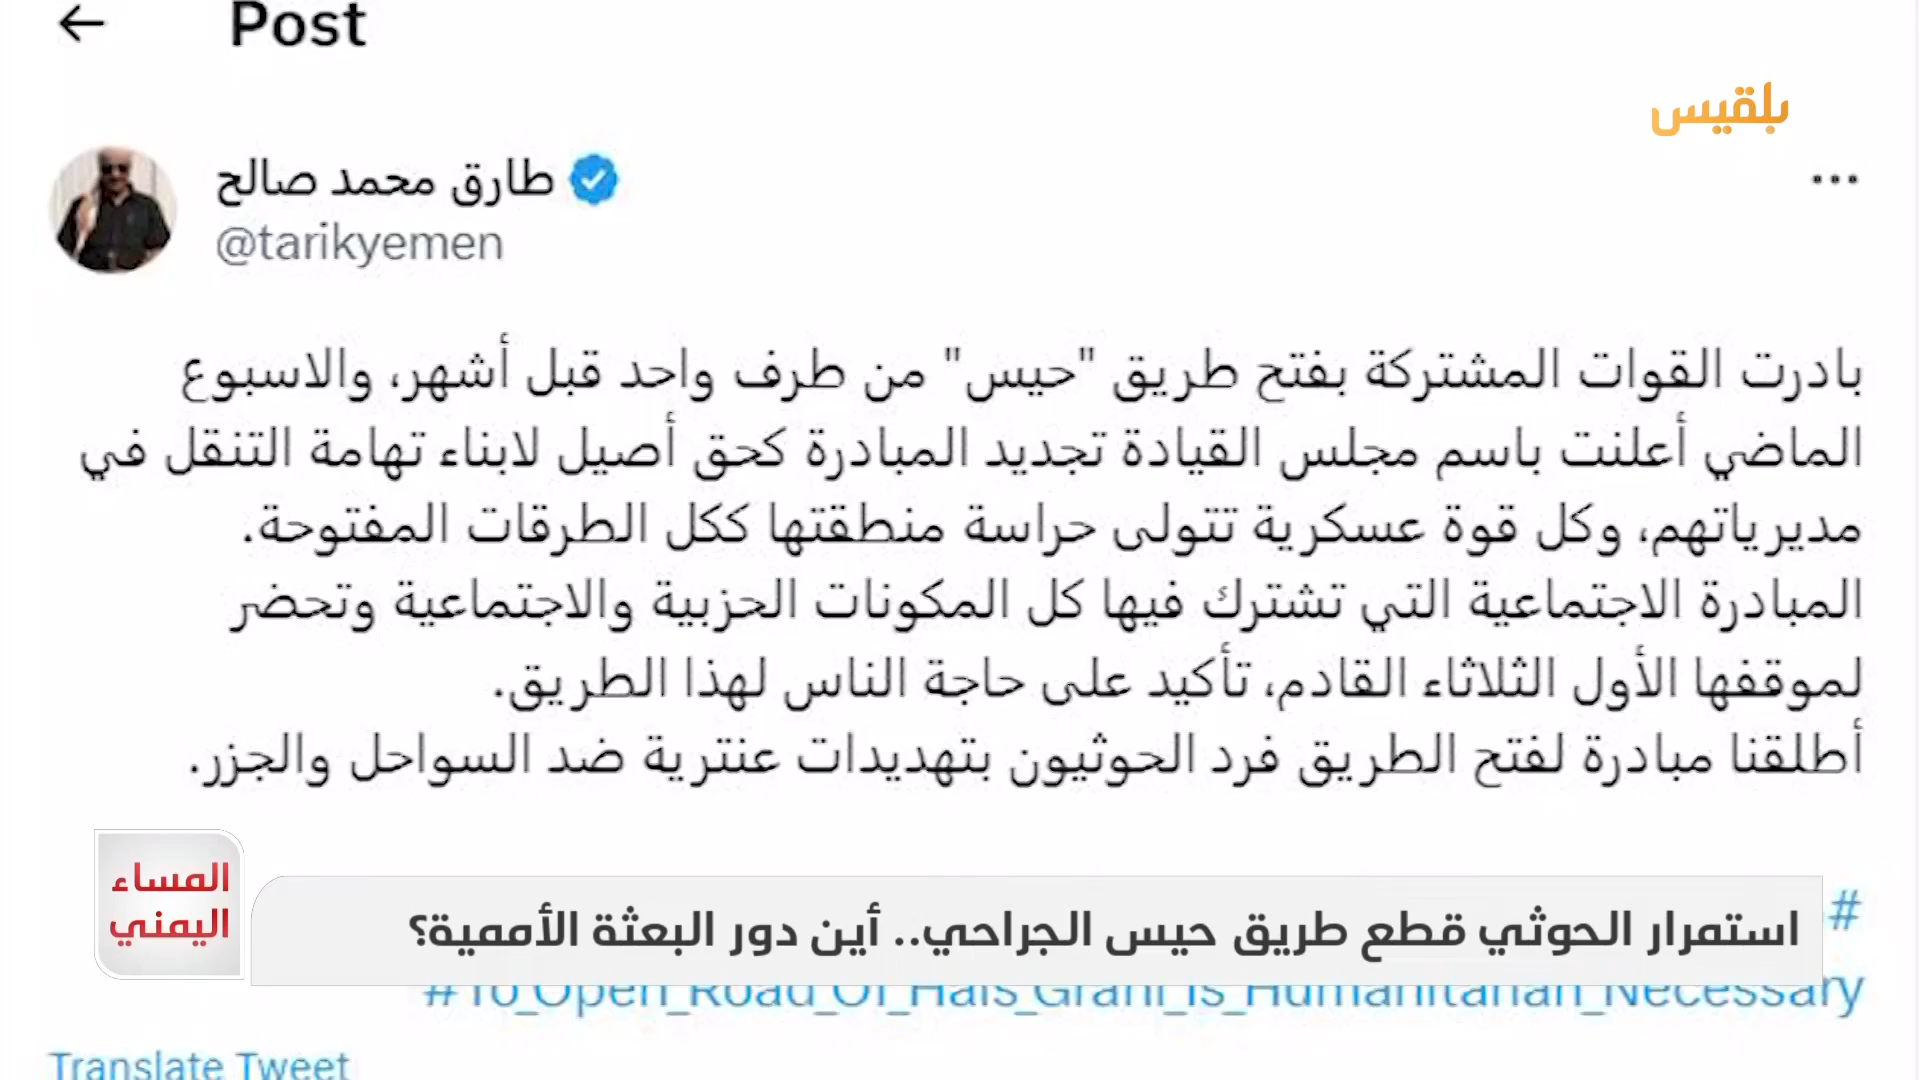 Post
بلقيس
طارق محمد صالح
@tarikyemen
بادرت القوات المشتركة بفتح طريق "حيس" من طرف واحد قبل أشهر، والاسبوع
الماضي أعلنت باسم مجلس القيادة تجديد المبادرة كحق أصيل لابناء تهامة التنقل في
مديرياتهم، وكل قوة عسكرية تتولى حراسة منطقتها ككل الطرقات المفتوحة.
المبادرة الاجتماعية التي تشترك فيها كل المكونات الحزبية والاجتماعية وتحضر
لموقفها الأول الثلاثاء القادم، تأكيد على حاجة الناس لهذا الطريق.
أطلقنا مبادرة لفتح الطريق فرد الحوثيون بتهديدات عنترية ضد السواحل والجزر.
#
المساء
اليمني
استمرار الحوثي قطع طريق حيس الجراحي.. أين دور البعثة الأممية؟
#To_Open_Road_Of_Hais_Grahi_Is_Humanitarian_Necessary
Translate Tweet